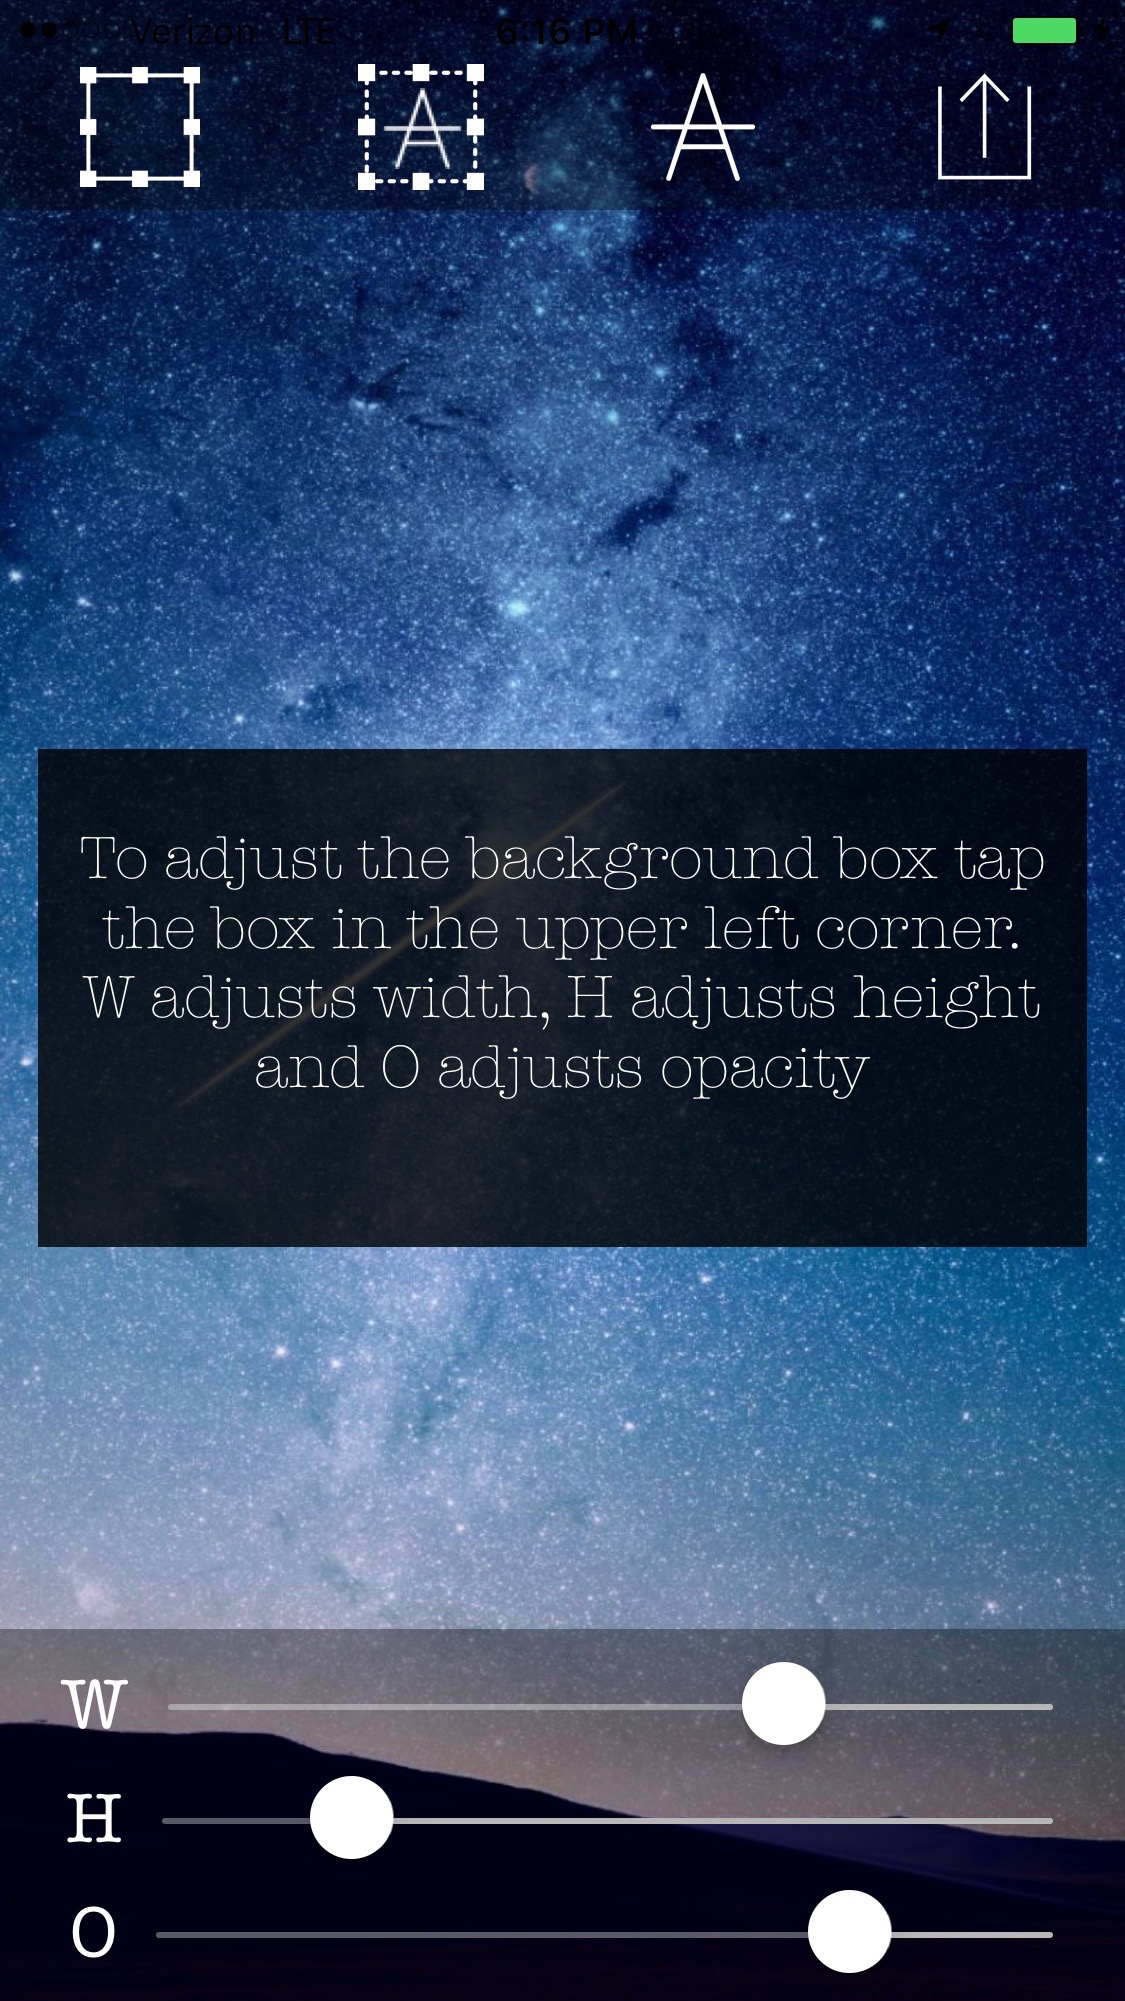 Verizon LTE 6:16 PM
To adjust the background box tap
the box in the upper left corner.
W adjusts width, H adjusts height
and O adjusts opacity
W
H
O